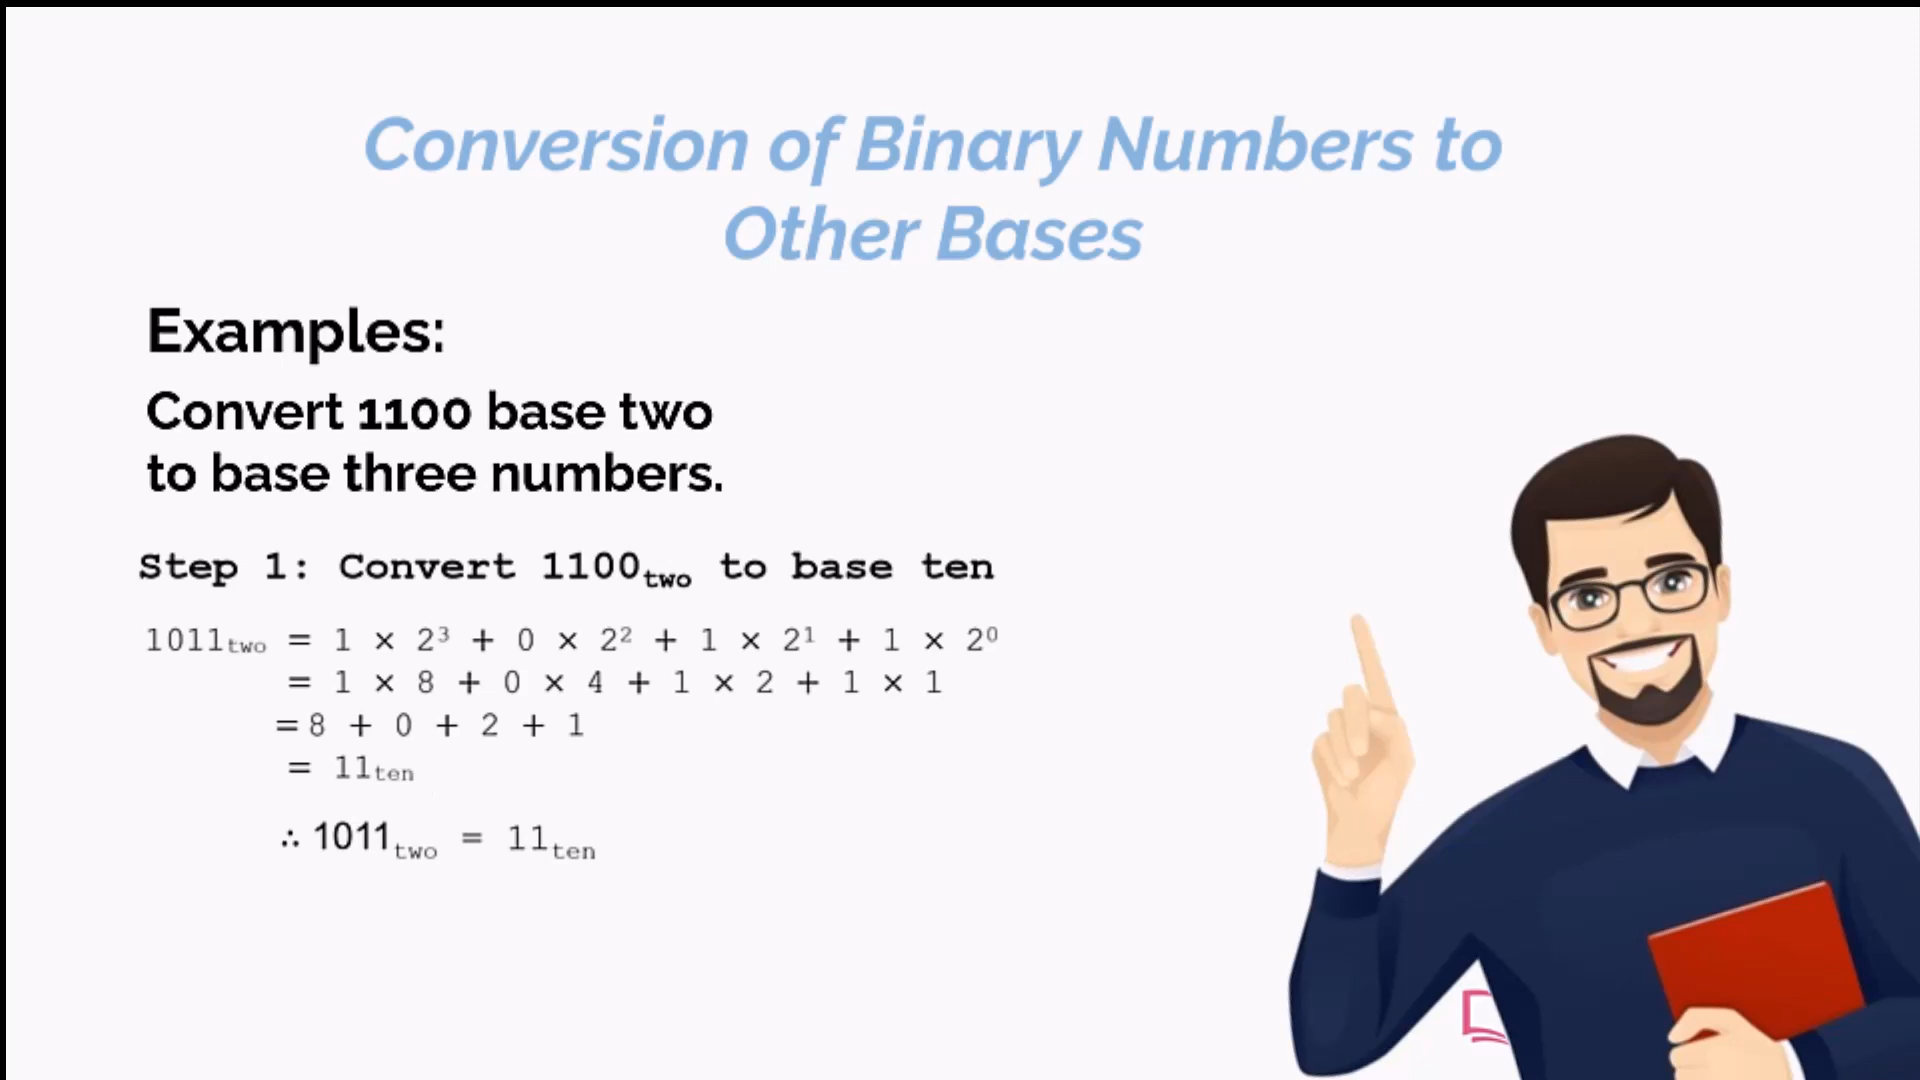 Conversion of Binary Numbers to
Other Bases
Examples:
Convert 1100 base two
to base three numbers.
Step 1: Convert 1100two to base ten
1011two = 1 × 2³ + 0 × 2² + 1 × 2¹ + 1 × 2⁰
= 1 × 8 + 0 × 4 + 1 × 2 + 1 × 1
= 8 + 0 + 2 + 1
= 11ten
∴ 1011two = 11ten